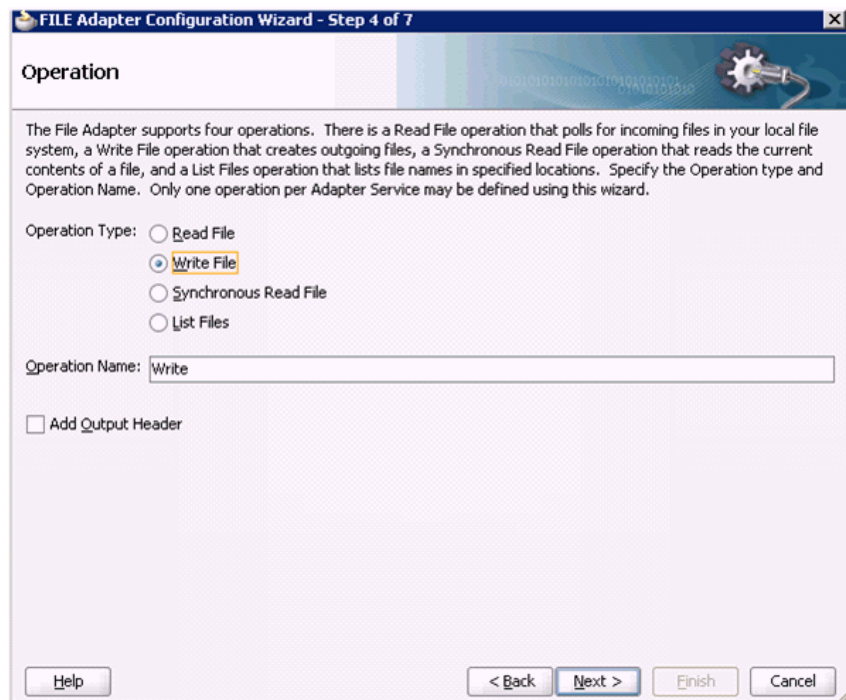 FILE Adapter Configuration Wizard - Step 4 of 7
Operation
The File Adapter supports four operations. There is a Read File operation that polls for incoming files in your local file
system, a Write File operation that creates outgoing files, a Synchronous Read File operation that reads the current
contents of a file, and a List Files operation that lists file names in specified locations. Specify the Operation type and
Operation Name. Only one operation per Adapter Service may be defined using this wizard.
Operation Type: Read File
Write File
Synchronous Read File
List Files
Operation Name: Write
Add Output Header
Help < Back Next > Finish Cancel